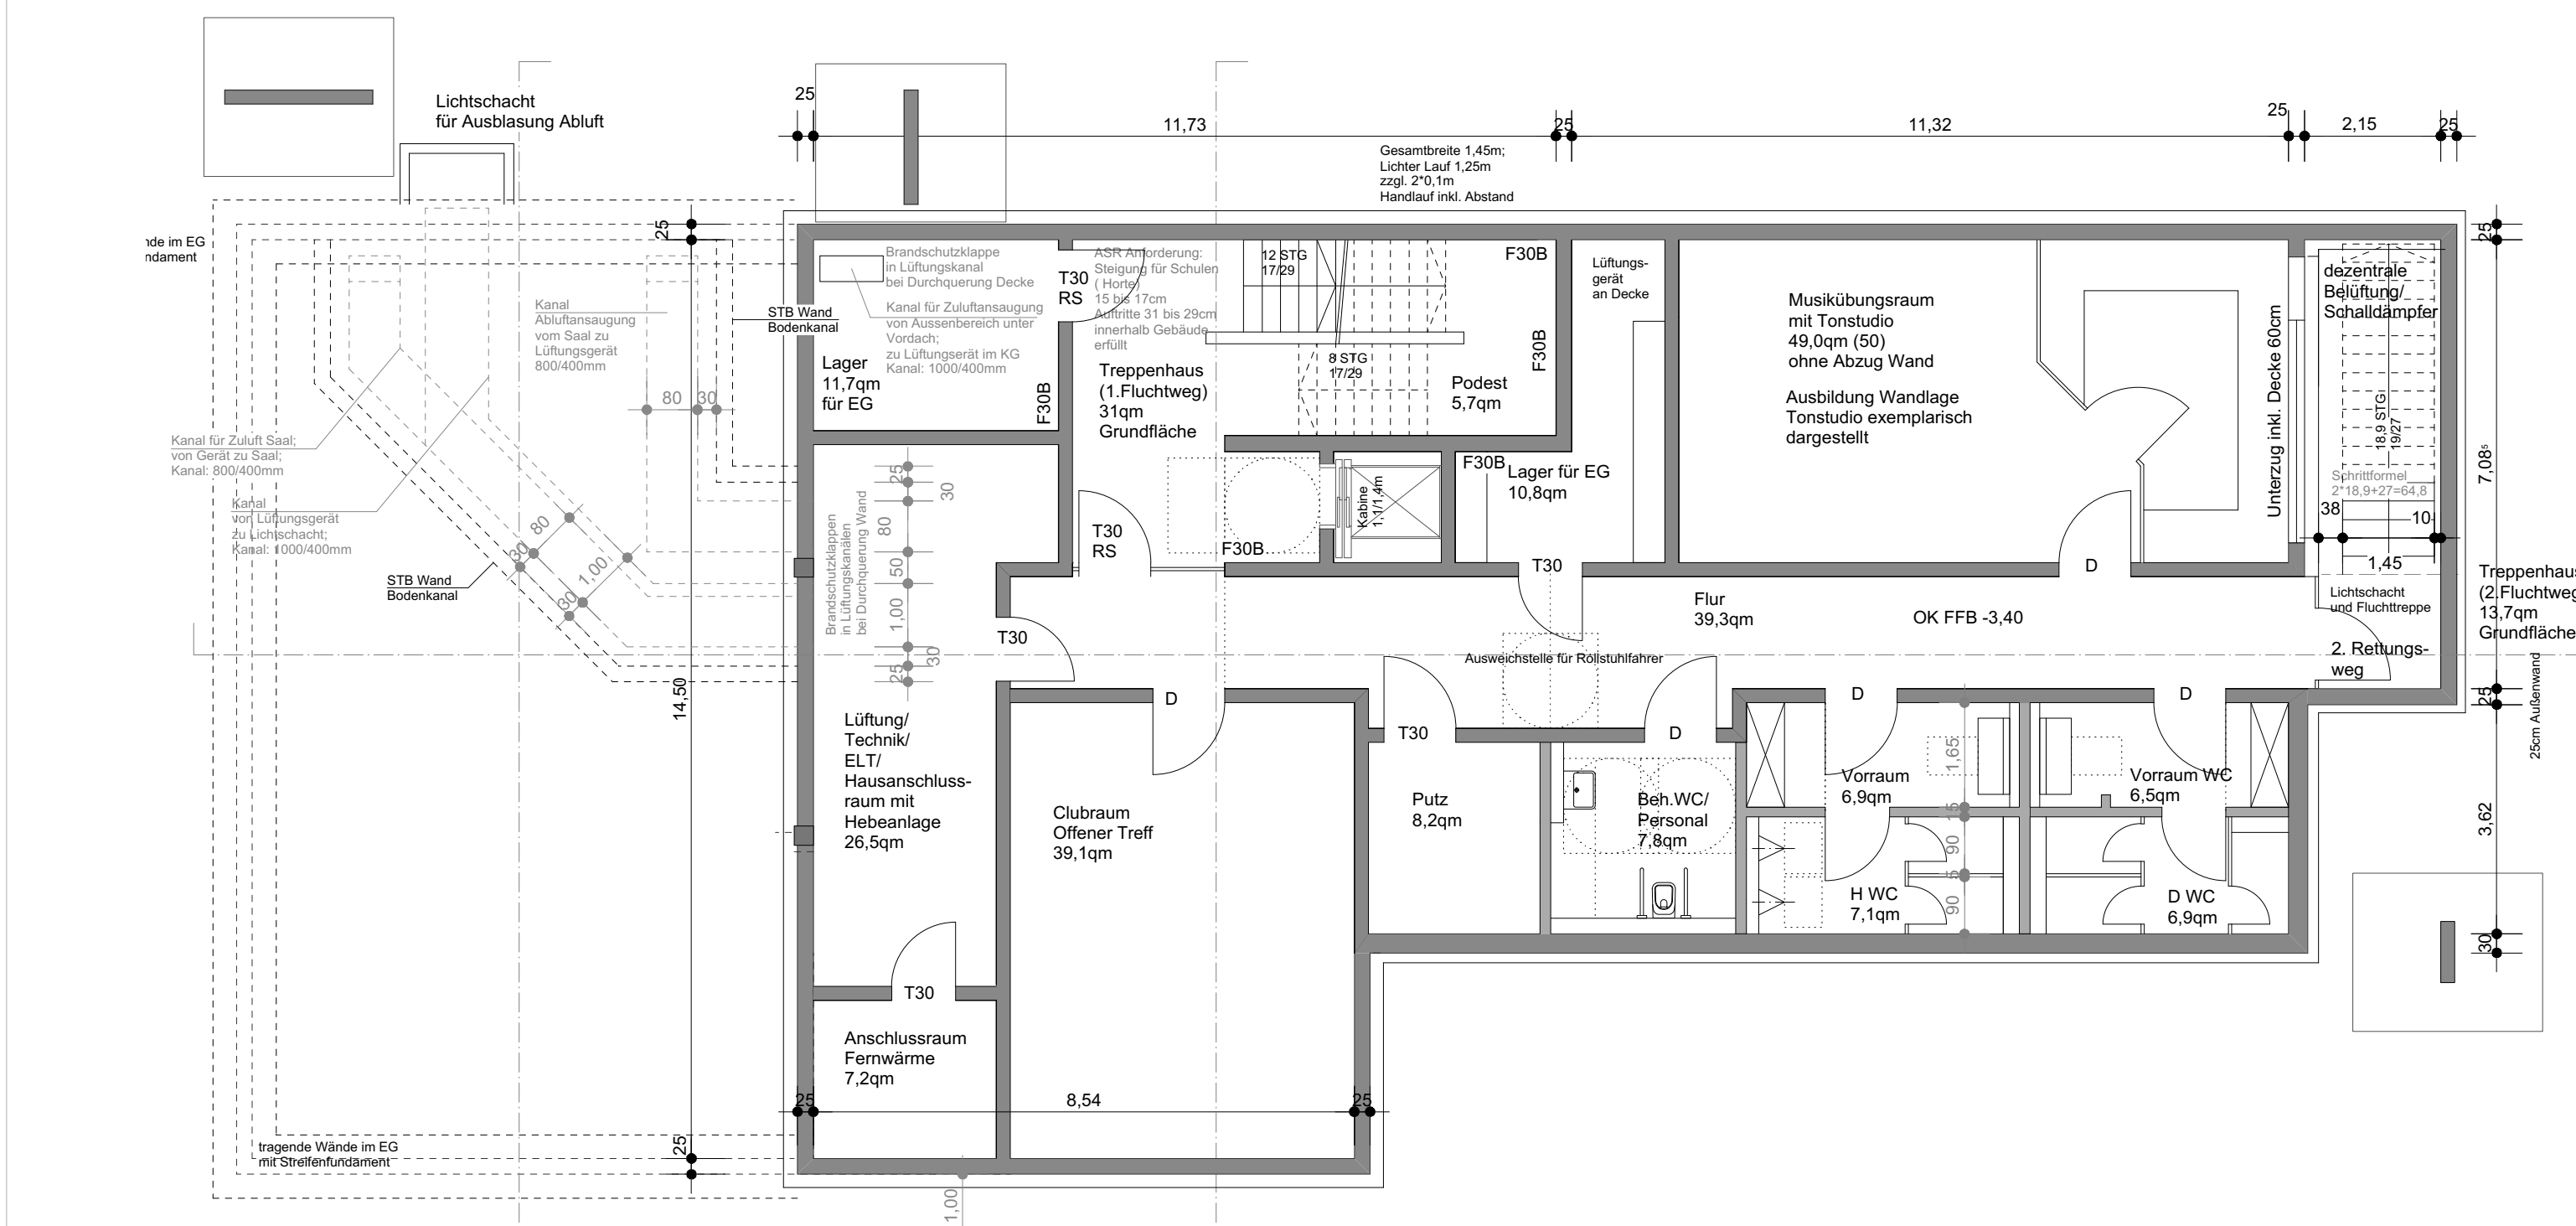 Lichtschacht
für Ausblasung Abluft
25
11,73
25
11,32
25
2,15
25
Gesamtbreite 1,45m;
Lichter Lauf 1,25m
zzgl. 2*0,1m
Handlauf inkl. Abstand
nde im EG
ndament
25
25
STB Wand
Bodenkanal
Kanal
Abluftansaugung
vom Saal zu
Lüftungsgerät
800/400mm
80
30
Kanal für Zuluft Saal;
von Gerät zu Saal;
Kanal: 800/400mm
Kanal
von Lüftungsgerät
zu Lichtschacht;
Kanal: 1000/400mm
STB Wand
Bodenkanal
30
80
30
1,00
14,50
25
tragende Wände im EG
mit Streifenfundament
Brandschutzklappe
in Lüftungskanal
bei Durchquerung Decke
Kanal für Zuluftansaugung
von Aussenbereich unter
Vordach;
zu Lüftungserät im KG
Kanal: 1000/400mm
Lager
11,7qm
für EG
F30B
T30
RS
ASR Anforderung:
Steigung für Schulen
( Horte)
15 bis 17cm
Auftritte 31 bis 29cm
innerhalb Gebäude
erfüllt
Treppenhaus
(1.Fluchtweg)
31qm
Grundfläche
12 STG
17/29
8 STG
17/29
F30B
F30B
Podest
5,7qm
Lüftungs-
gerät
an Decke
F30B
Lager für EG
10,8qm
Kabine
1,1/1,4m
T30
RS
F30B
T30
Musikübungsraum
mit Tonstudio
49,0qm (50)
ohne Abzug Wand
Ausbildung Wandlage
Tonstudio exemplarisch
dargestellt
Unterzug inkl. Decke 60cm
dezentrale
Belüftung/
Schalldämpfer
18,9 STG
19/27
Schrittformel
2*18,9+27=64,8
38
10
1,45
D
7,08⁵
Treppenhaus
(2.Fluchtweg
13,7qm
Grundfläche
Lichtschacht
und Fluchttreppe
2. Rettungs-
weg
25
25cm Außenwand
3,62
30
Brandschutzklappen
in Lüftungskanälen
bei Durchquerung Wand
25
30
80
50
1,00
30
25
T30
Flur
39,3qm
OK FFB -3,40
Ausweichstelle für Rollstuhlfahrer
D
T30
D
D
D
Lüftung/
Technik/
ELT/
Hausanschluss-
raum mit
Hebeanlage
26,5qm
Clubraum
Offener Treff
39,1qm
Putz
8,2qm
Beh.WC/
Personal
7,8qm
Vorraum
6,9qm
Vorraum WC
6,5qm
1,65
15
90
5
90
H WC
7,1qm
D WC
6,9qm
T30
Anschlussraum
Fernwärme
7,2qm
25
8,54
25
1,00